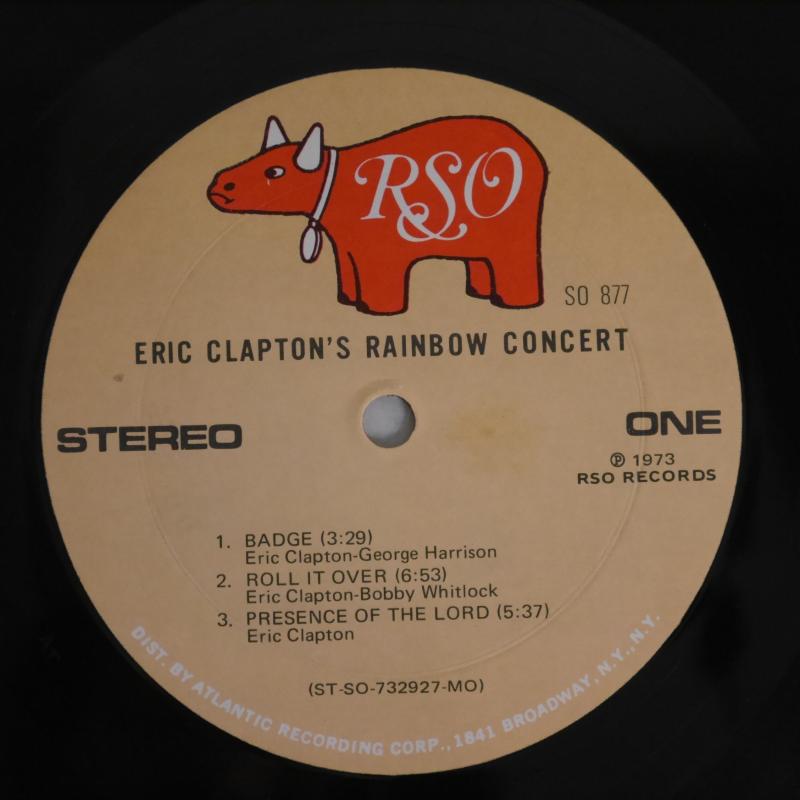 RSO
SO 877
ERIC CLAPTON'S RAINBOW CONCERT
STEREO
ONE
℗ 1973
RSO RECORDS
1. BADGE (3:29)
Eric Clapton-George Harrison
2. ROLL IT OVER (6:53)
Eric Clapton-Bobby Whitlock
3. PRESENCE OF THE LORD (5:37)
Eric Clapton
(ST-SO-732927-MO)
DIST. BY ATLANTIC RECORDING CORP., 1841 BROADWAY, N.Y., N.Y.